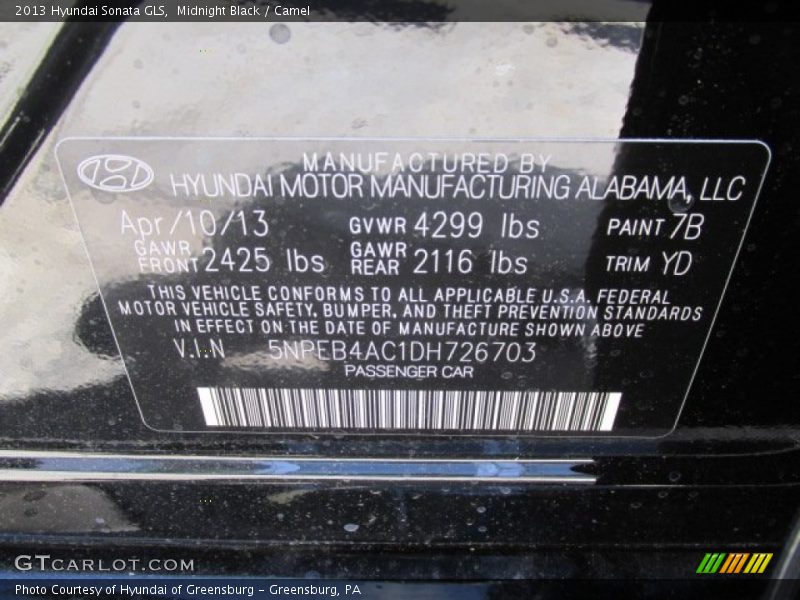 2013 Hyundai Sonata GLS, Midnight Black / Camel
MANUFACTURED BY
HYUNDAI MOTOR MANUFACTURING ALABAMA, LLC
Apr/10/13 GVWR 4299 lbs PAINT 7B
GAWR FRONT 2425 lbs GAWR REAR 2116 lbs TRIM YD
THIS VEHICLE CONFORMS TO ALL APPLICABLE U.S.A. FEDERAL
MOTOR VEHICLE SAFETY, BUMPER, AND THEFT PREVENTION STANDARDS
IN EFFECT ON THE DATE OF MANUFACTURE SHOWN ABOVE
V.I.N 5NPEB4AC1DH726703
PASSENGER CAR
GTCARLOT.COM
Photo Courtesy of Hyundai of Greensburg - Greensburg, PA